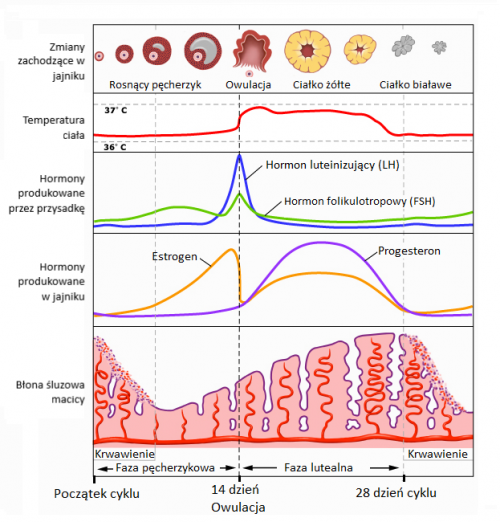 Zmiany
zachodzące w
jajniku
Rosnący pęcherzyk
Owulacja
Ciałko żółte
Ciałko białawe
Temperatura
ciała
37° C
36° C
Hormony
produkowane
przez przysadkę
Hormon luteinizujący (LH)
Hormon folikulotropowy (FSH)
Hormony
produkowane
w jajniku
Estrogen
Progesteron
Błona śluzowa
macicy
Krwawienie
Krwawienie
Faza pęcherzykowa
Faza lutealna
Początek cyklu
14 dzień
Owulacja
28 dzień cyklu